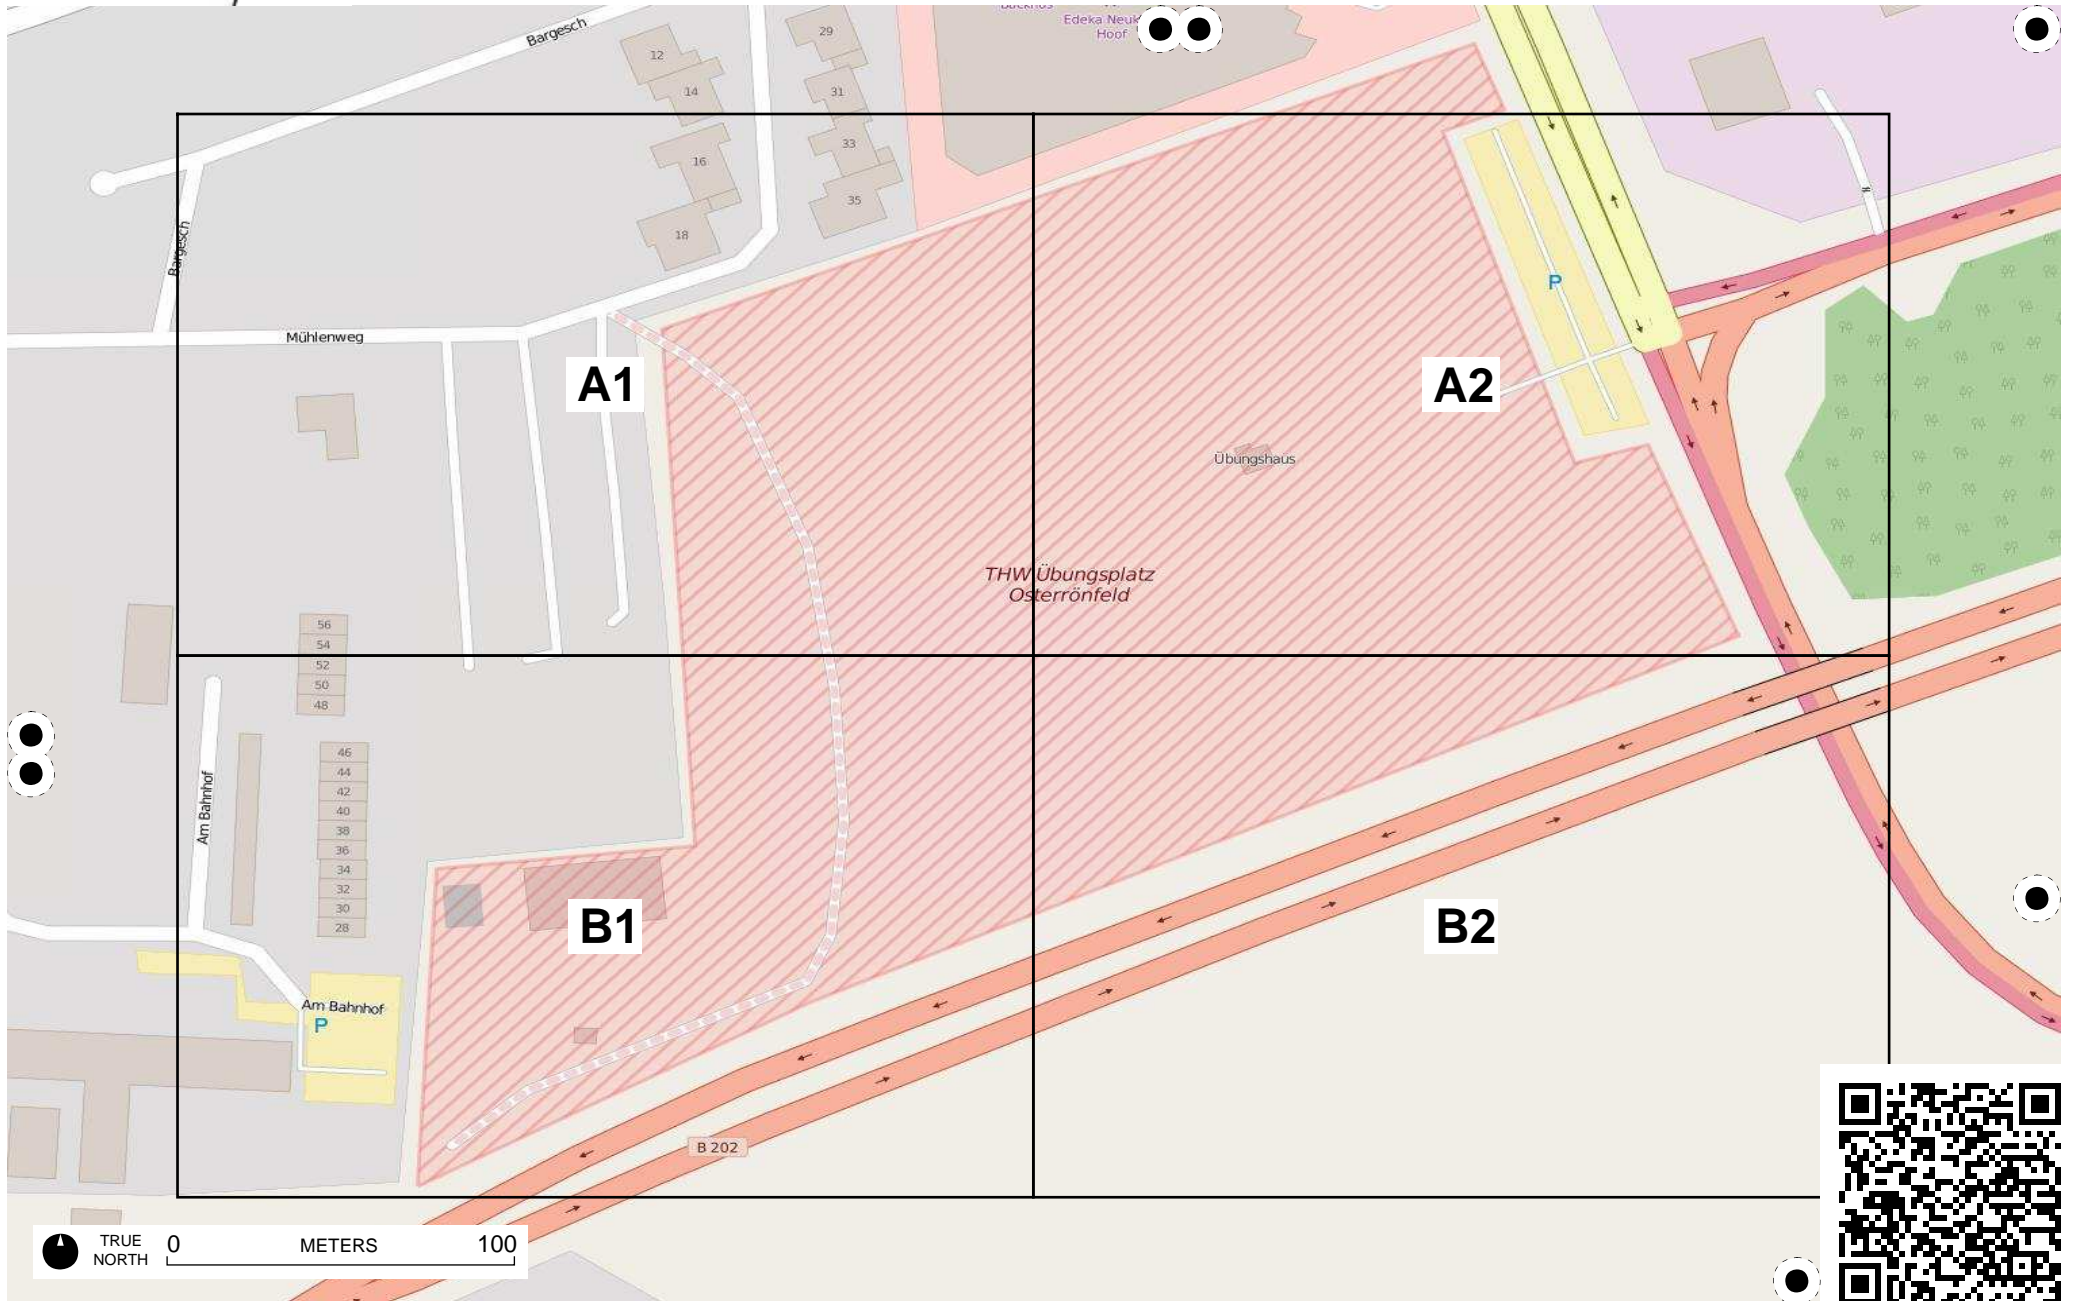 Edeka Neuk
Hoof
Bargesch
12
14
16
18
29
31
33
35
Bargesch
Mühlenweg
A1
A2
P
Übungshaus
THW Übungsplatz
Osterrönfeld
56
54
52
50
48
46
44
42
40
38
36
34
32
30
28
Am Bahnhof
B1
B2
Am Bahnhof
P
B 202
TRUE
NORTH
0
METERS
100